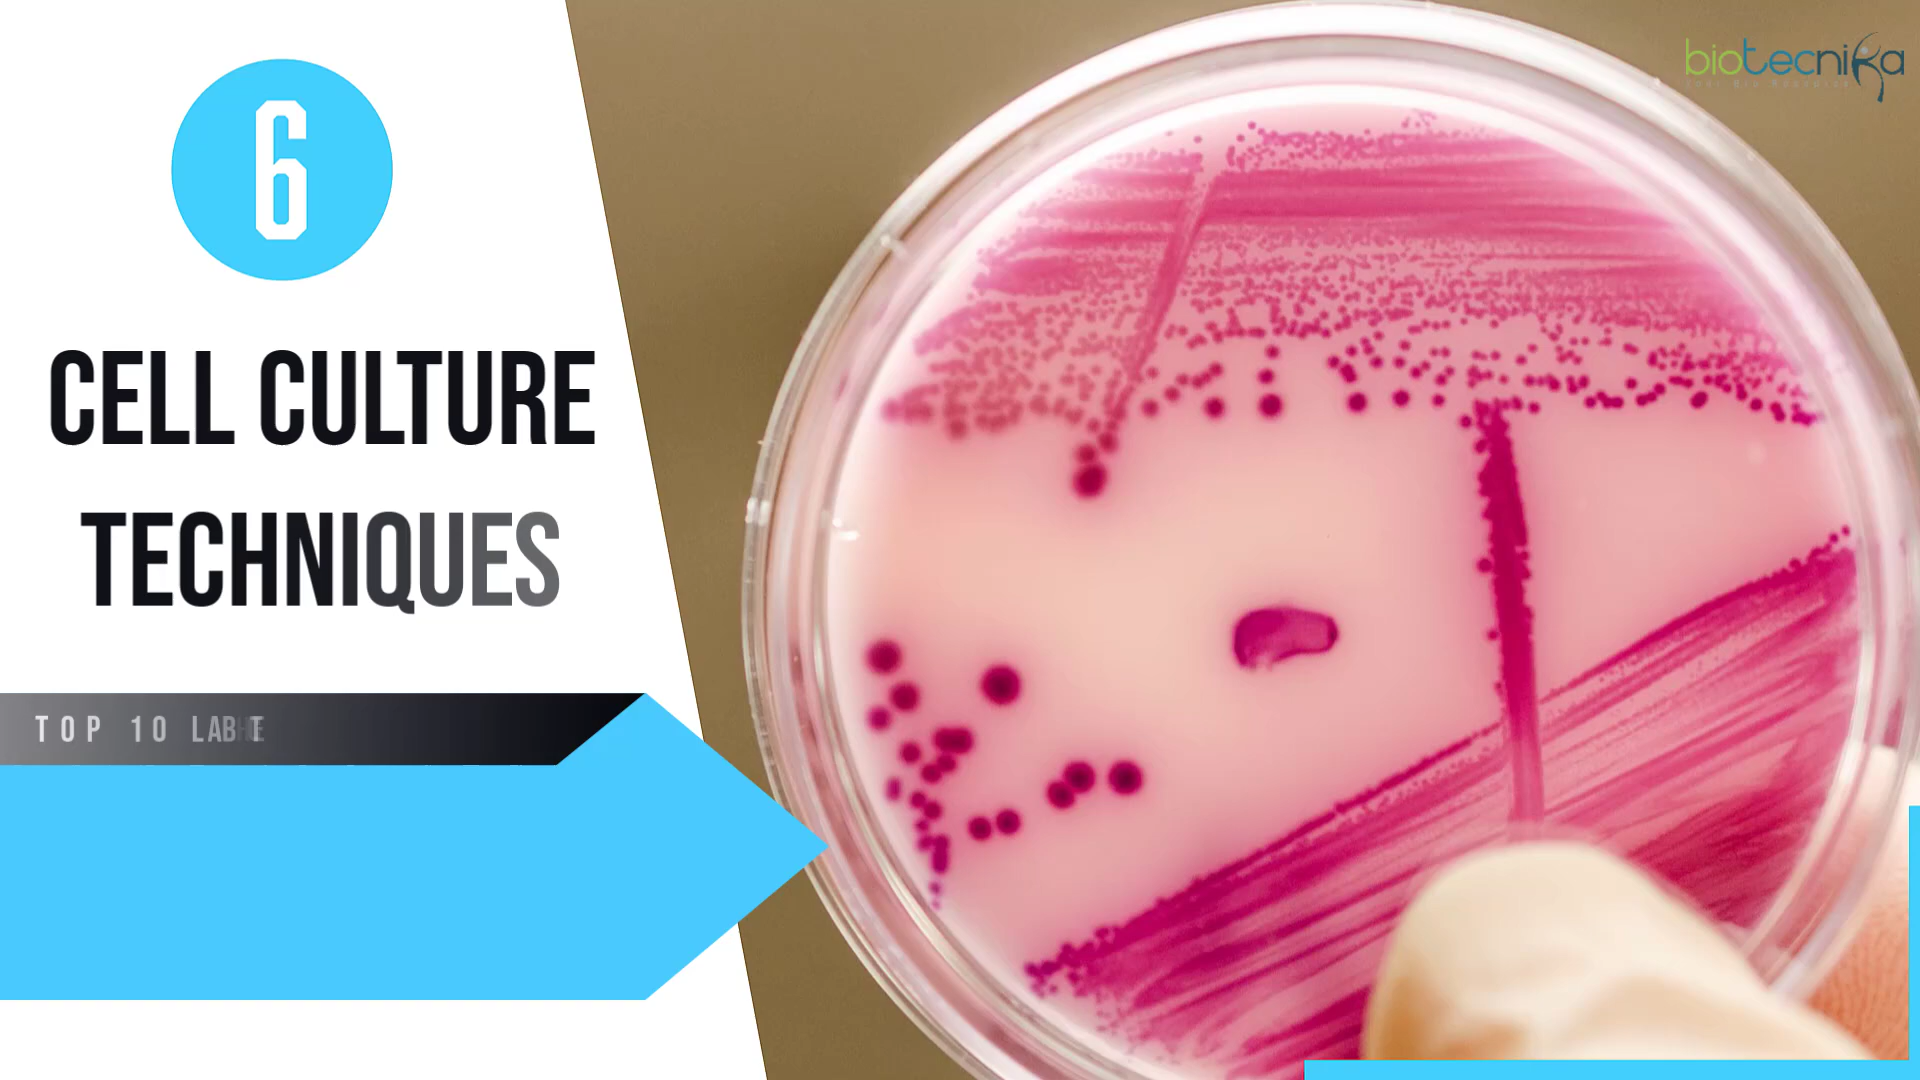 biotecnika
6
CELL CULTURE
TECHNIQUES
TOP 10 LAB